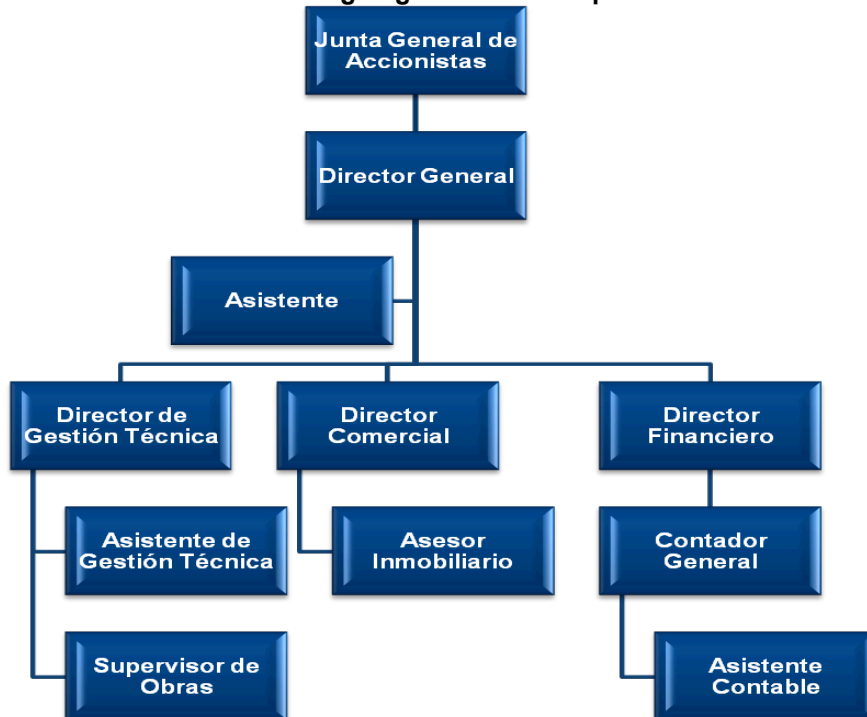 Junta General de
Accionistas
Director General
Asistente
Director de
Gestión Técnica
Director
Comercial
Director
Financiero
Asistente de
Gestión Técnica
Asesor
Inmobiliario
Contador
General
Supervisor de
Obras
Asistente
Contable